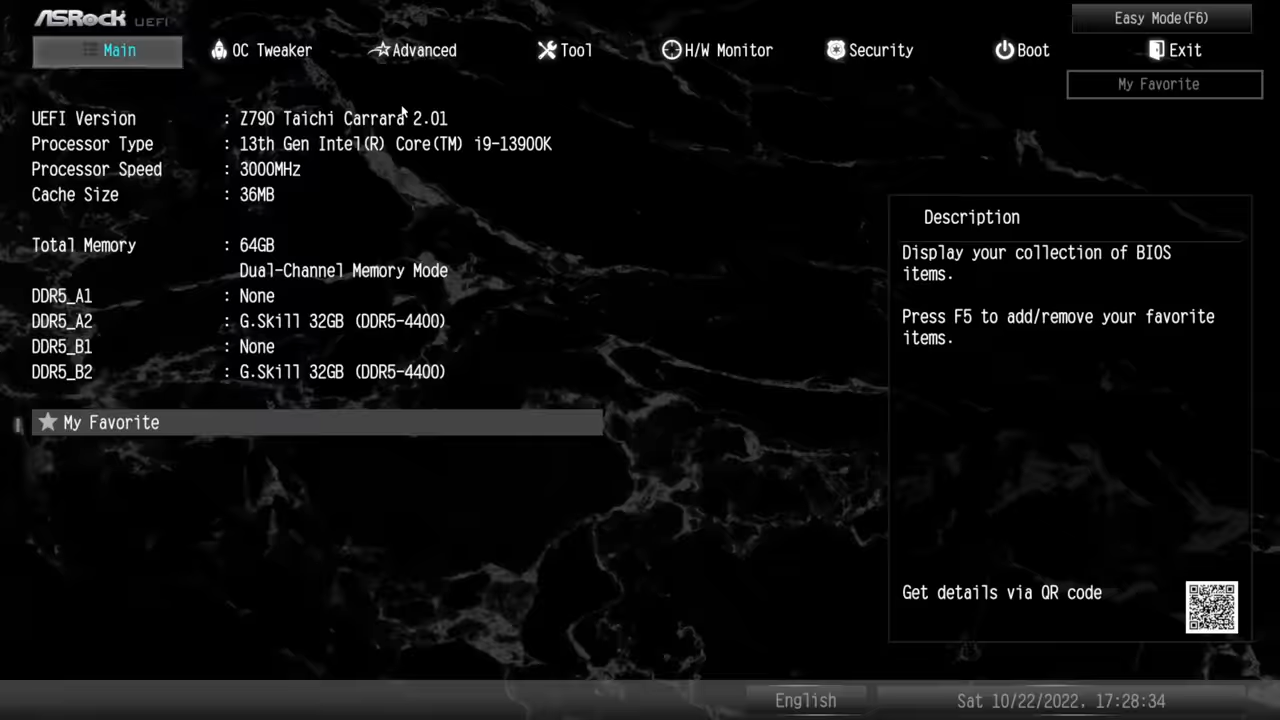 ASRock UEFI
Easy Mode(F6)
Main OC Tweaker Advanced Tool H/W Monitor Security Boot Exit
My Favorite
UEFI Version : Z790 Taichi Carrara 2.01
Processor Type : 13th Gen Intel(R) Core(TM) i9-13900K
Processor Speed : 3000MHz
Cache Size : 36MB
Total Memory : 64GB
Dual-Channel Memory Mode
DDR5_A1 : None
DDR5_A2 : G.Skill 32GB (DDR5-4400)
DDR5_B1 : None
DDR5_B2 : G.Skill 32GB (DDR5-4400)
My Favorite
Description
Display your collection of BIOS
items.
Press F5 to add/remove your favorite
items.
Get details via QR code
English
Sat 10/22/2022. 17:28:34